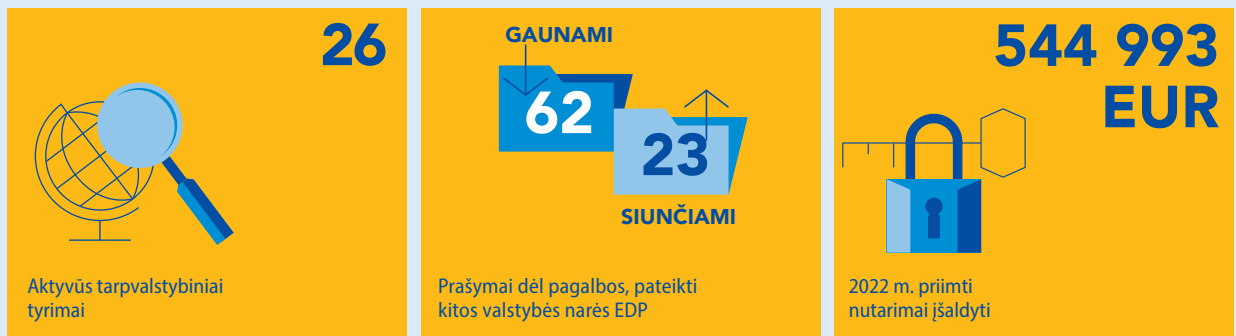 26
Aktyvūs tarpvalstybiniai
tyrimai
GAUNAMI
62
23
SIUNČIAMI
Prašymai dėl pagalbos, pateikti
kitos valstybės narės EDP
544 993
EUR
2022 m. priimti
nutarimai įšaldyti